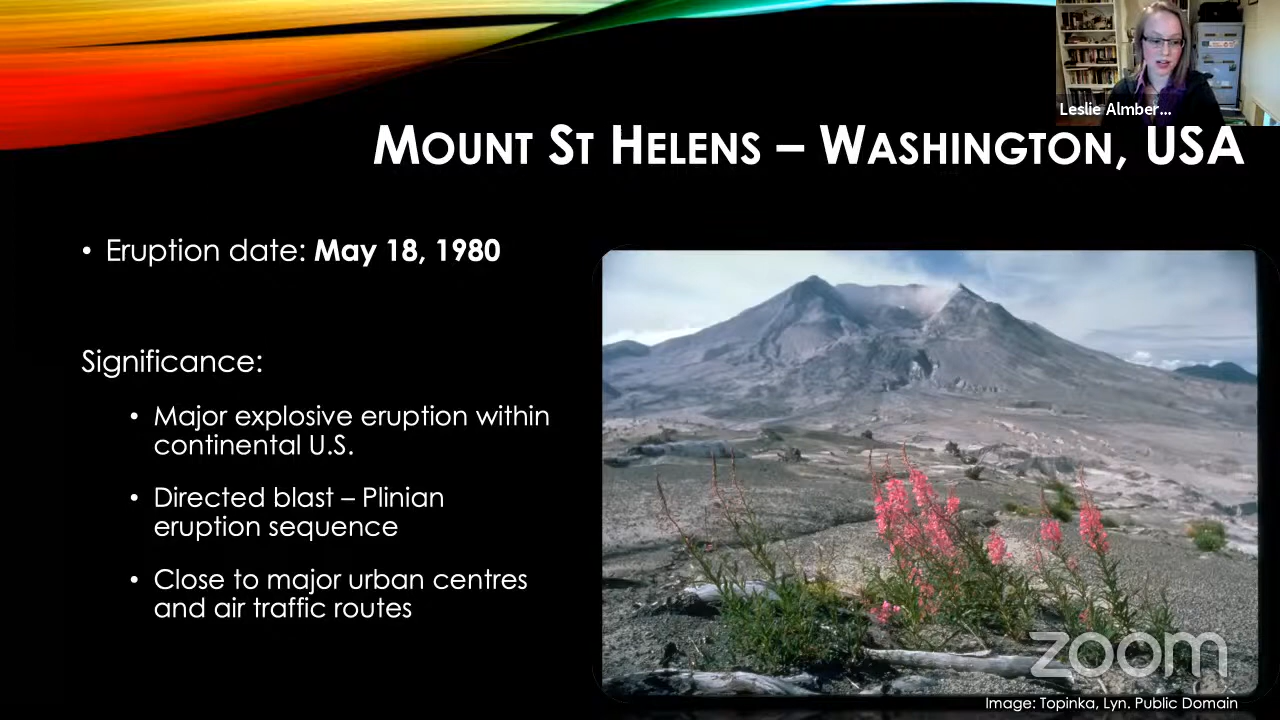 Leslie Almber...
MOUNT ST HELENS – WASHINGTON, USA
• Eruption date: May 18, 1980
Significance:
• Major explosive eruption within
continental U.S.
• Directed blast – Plinian
eruption sequence
• Close to major urban centres
and air traffic routes
zoom
Image: Topinka, Lyn. Public Domain